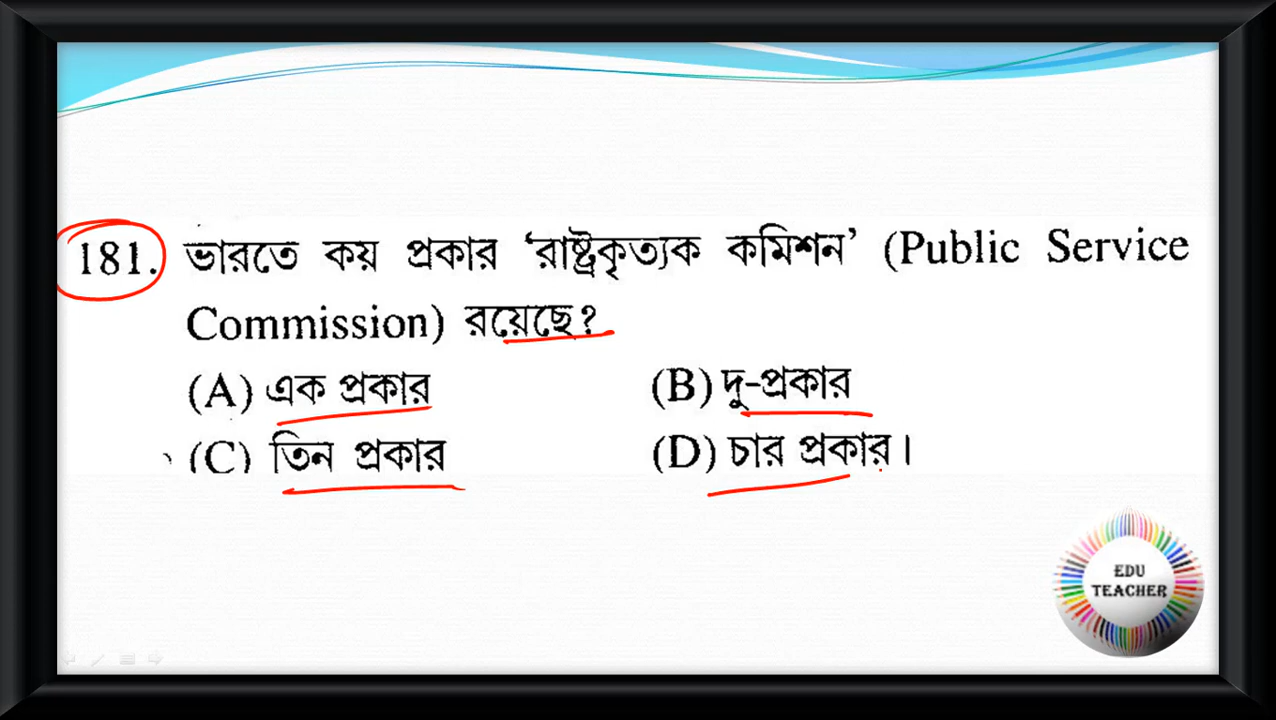 181. ভারতে কয় প্রকার ‘রাষ্ট্রকৃত্যক কমিশন’ (Public Service
Commission) রয়েছে?
(A) এক প্রকার (B) দু-প্রকার
(C) তিন প্রকার (D) চার প্রকার।
EDU
TEACHER